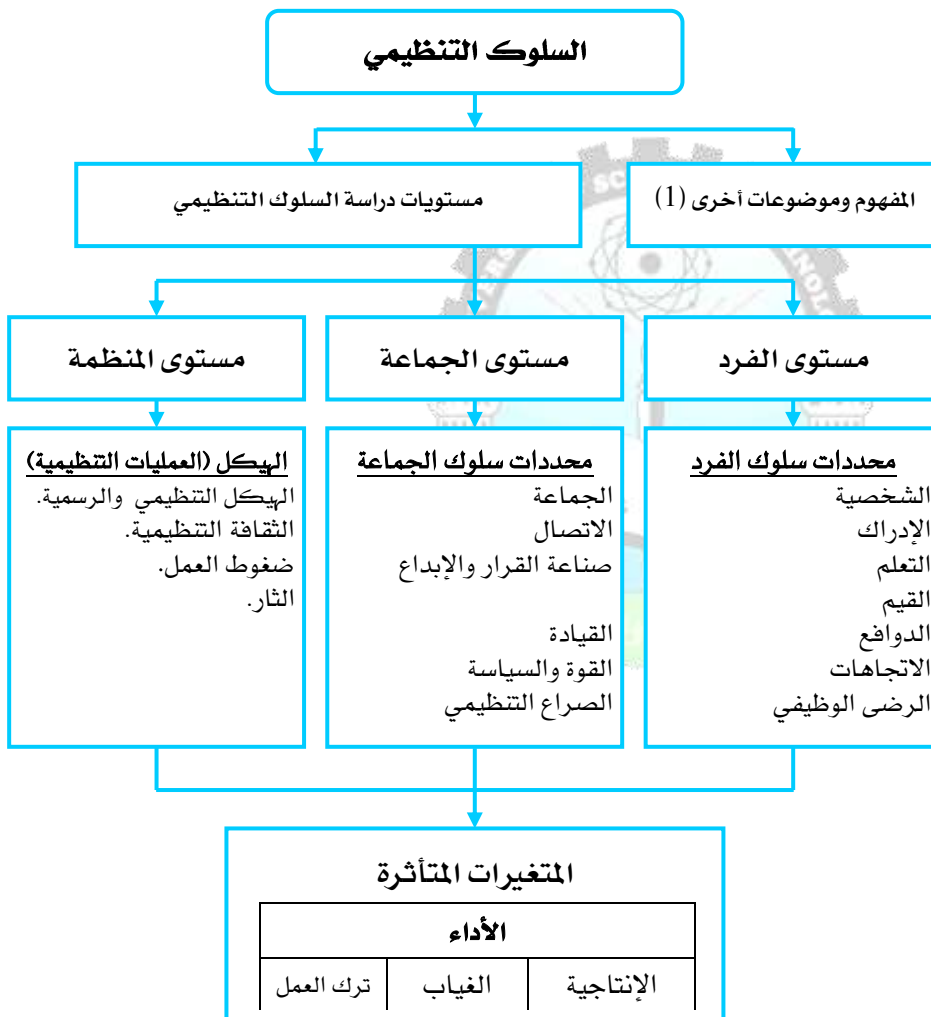 السلوك التنظيمي
المفهوم وموضوعات أخرى (1)
مستويات دراسة السلوك التنظيمي
مستوى الفرد
مستوى الجماعة
مستوى المنظمة
محددات سلوك الفرد
الشخصية
الإدراك
التعلم
القيم
الدوافع
الاتجاهات
الرضى الوظيفي
محددات سلوك الجماعة
الجماعة
الاتصال
صناعة القرار والإبداع
القيادة
القوة والسياسة
الصراع التنظيمي
الهيكل (العمليات التنظيمية)
الهيكل التنظيمي والرسمية.
الثقافة التنظيمية.
ضغوط العمل.
الثار.
المتغيرات المتأثرة
الأداء
الإنتاجية
الغياب
ترك العمل